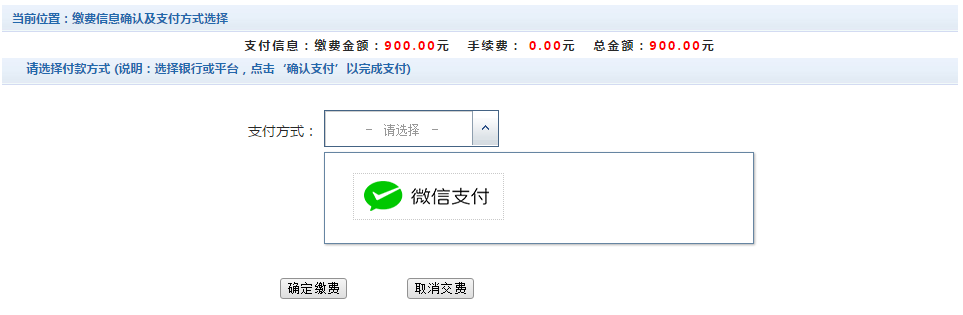 当前位置：缴费信息确认及支付方式选择
支付信息：缴费金额：900.00元 手续费： 0.00元 总金额：900.00元
请选择付款方式 (说明：选择银行或平台，点击‘确认支付’以完成支付)
支付方式： - 请选择 -
微信支付
确定缴费 取消交费